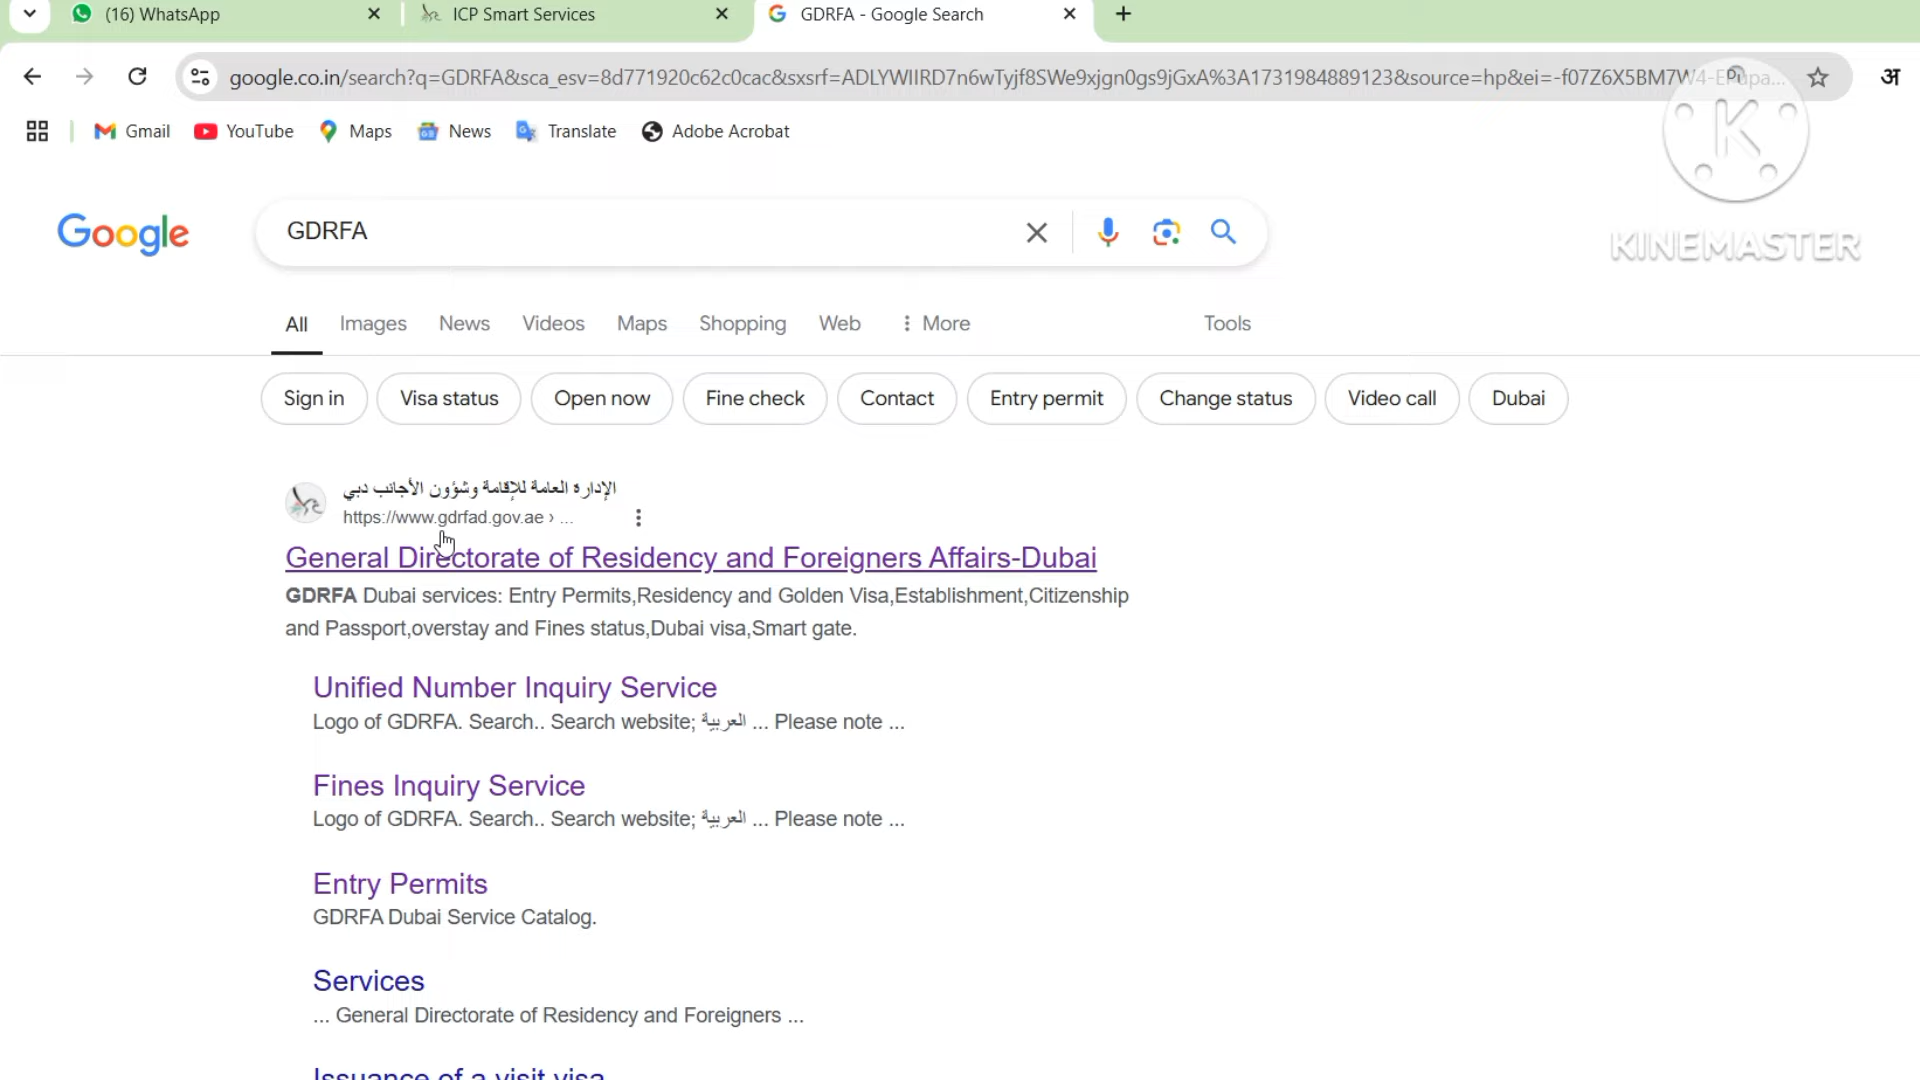 (16) WhatsApp
ICP Smart Services
GDRFA - Google Search
google.co.in/search?q=GDRFA&sca_esv=8d771920c62c0cac&sxsrf=ADLYWIIRD7n6wTyjf8SWe9xjgn0gs9jGxA%3A1731984889123&source=hp&ei=-f07Z6X5BM7W4-EPupa...
अ
Gmail
YouTube
Maps
News
Translate
Adobe Acrobat
K
KINEMASTER
Google
GDRFA
All
Images
News
Videos
Maps
Shopping
Web
More
Tools
Sign in
Visa status
Open now
Fine check
Contact
Entry permit
Change status
Video call
Dubai
الإدارة العامة للإقامة وشؤون الأجانب دبي
https://www.gdrfad.gov.ae › ...
General Directorate of Residency and Foreigners Affairs-Dubai
GDRFA Dubai services: Entry Permits,Residency and Golden Visa,Establishment,Citizenship
and Passport,overstay and Fines status,Dubai visa,Smart gate.
Unified Number Inquiry Service
Logo of GDRFA. Search.. Search website; العربية ... Please note ...
Fines Inquiry Service
Logo of GDRFA. Search.. Search website; العربية ... Please note ...
Entry Permits
GDRFA Dubai Service Catalog.
Services
... General Directorate of Residency and Foreigners ...
Issuance of a visit visa